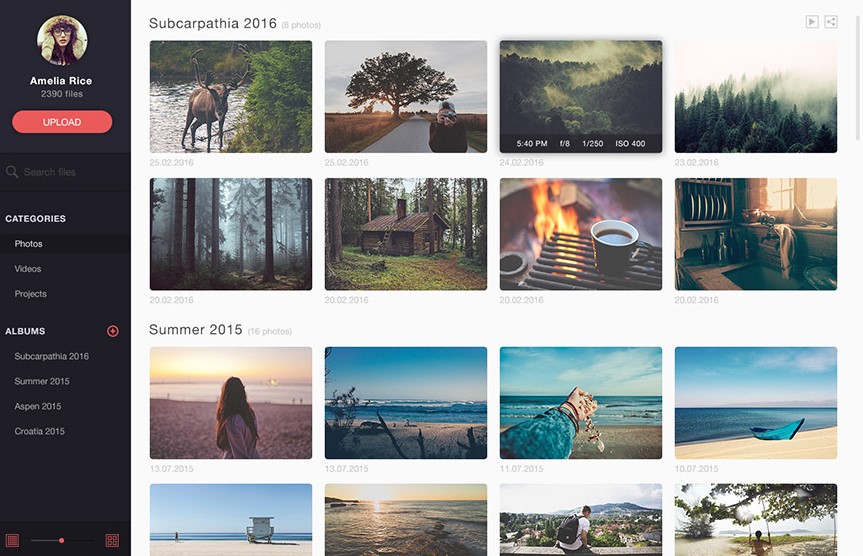 Amelia Rice
2390 files
UPLOAD
Search files
CATEGORIES
Photos
Videos
Projects
ALBUMS
Subcarpathia 2016
Summer 2015
Aspen 2015
Croatia 2015
Subcarpathia 2016 (8 photos)
5:40 PM f/8 1/250 ISO 400
25.02.2016 25.02.2016 24.02.2016 23.02.2016
20.02.2016 20.02.2016 20.02.2016 20.02.2016
Summer 2015 (16 photos)
13.07.2015 13.07.2015 11.07.2015 10.07.2015